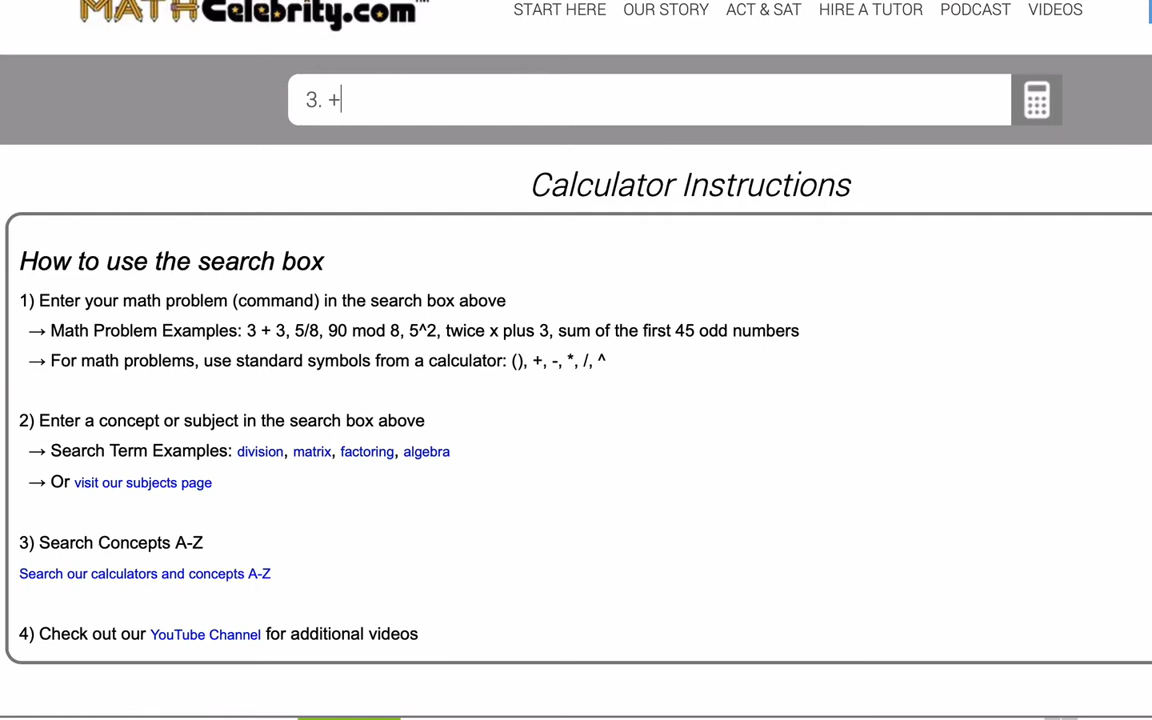 MATHCelebrity.com™
START HERE OUR STORY ACT & SAT HIRE A TUTOR PODCAST VIDEOS
3. +
Calculator Instructions
How to use the search box
1) Enter your math problem (command) in the search box above
→ Math Problem Examples: 3 + 3, 5/8, 90 mod 8, 5^2, twice x plus 3, sum of the first 45 odd numbers
→ For math problems, use standard symbols from a calculator: (), +, -, *, /, ^
2) Enter a concept or subject in the search box above
→ Search Term Examples: division, matrix, factoring, algebra
→ Or visit our subjects page
3) Search Concepts A-Z
Search our calculators and concepts A-Z
4) Check out our YouTube Channel for additional videos